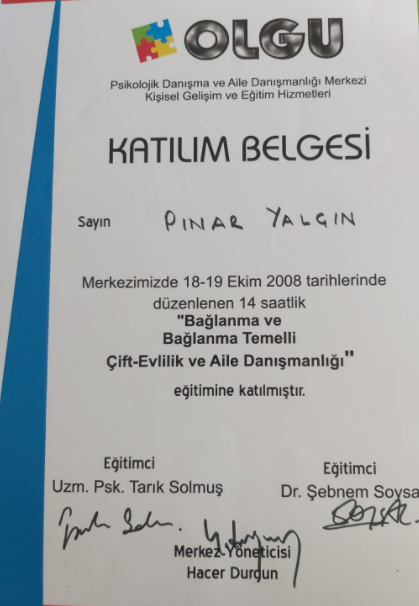 OLGU
Psikolojik Danışma ve Aile Danışmanlığı Merkezi
Kişisel Gelişim ve Eğitim Hizmetleri
KATILIM BELGESİ
Sayın PINAR YALGIN
Merkezimizde 18-19 Ekim 2008 tarihlerinde
düzenlenen 14 saatlik
"Bağlanma ve
Bağlanma Temelli
Çift-Evlilik ve Aile Danışmanlığı"
eğitimine katılmıştır.
Eğitimci
Uzm. Psk. Tarık Solmuş
Eğitimci
Dr. Şebnem Soysa
Merkez Yöneticisi
Hacer Durgun